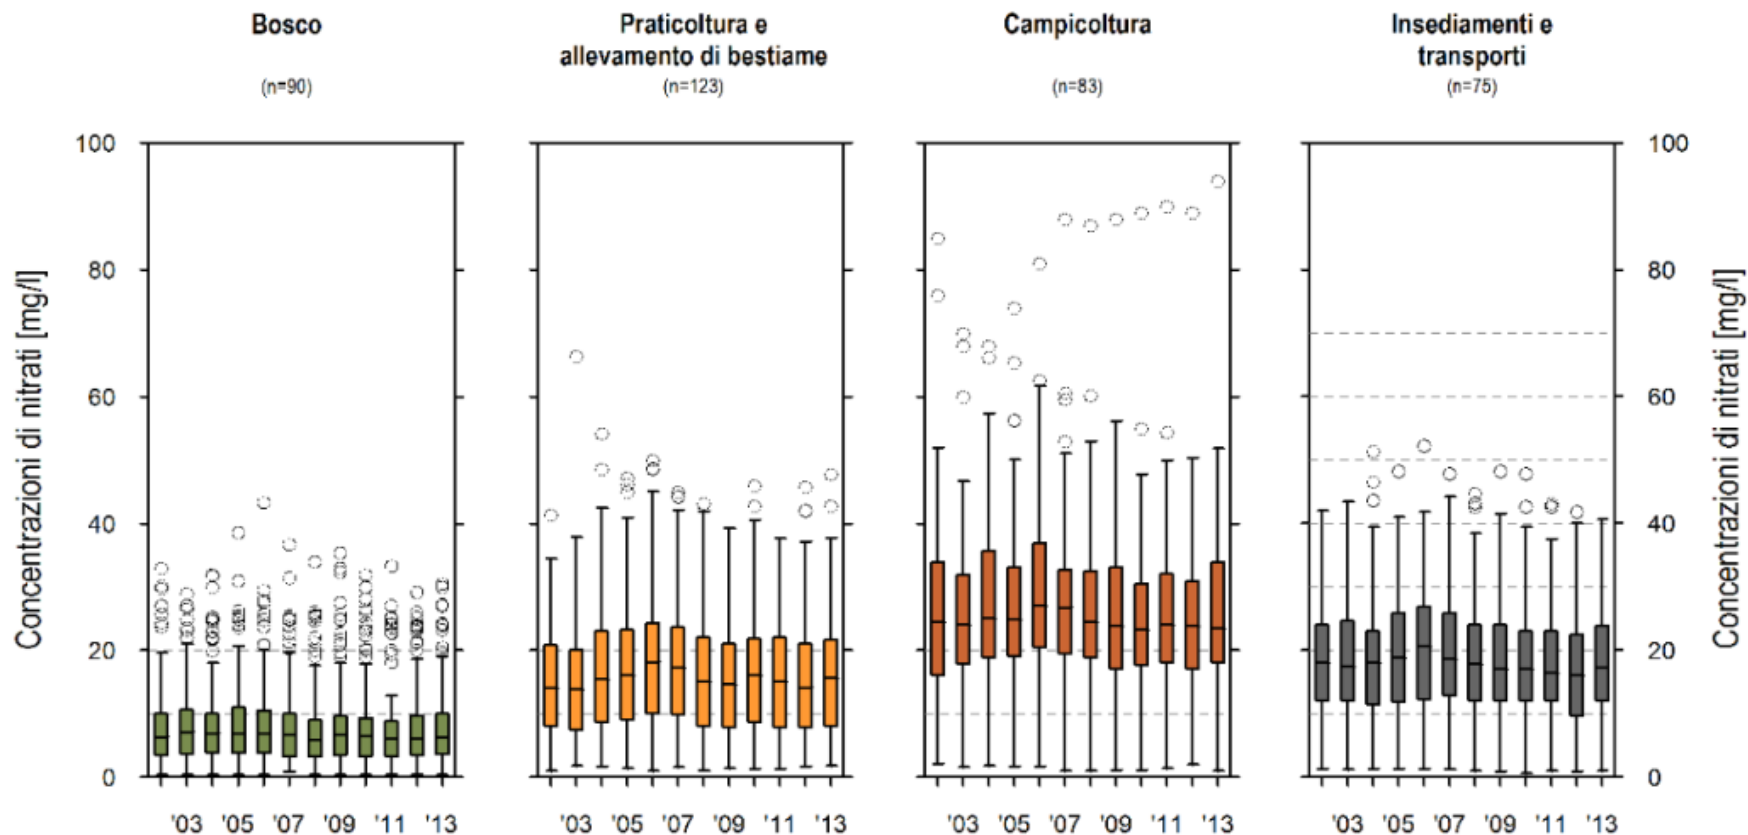 Bosco
(n=90)
Praticoltura e
allevamento di bestiame
(n=123)
Campicoltura
(n=83)
Insediamenti e
transporti
(n=75)
Concentrazioni di nitrati [mg/l]
100
80
60
40
20
0
'03 '05 '07 '09 '11 '13
'03 '05 '07 '09 '11 '13
'03 '05 '07 '09 '11 '13
'03 '05 '07 '09 '11 '13
100
80
60
40
20
0
Concentrazioni di nitrati [mg/l]